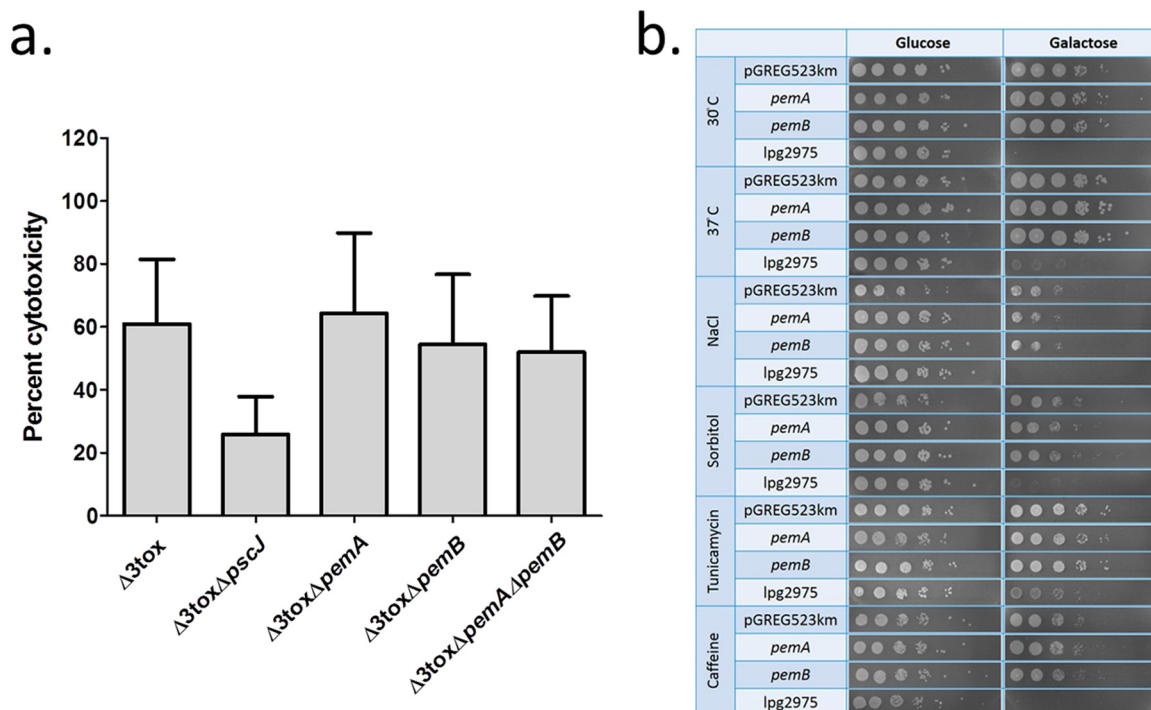 a.
Percent cytotoxicity
120
100
80
60
40
20
0
Δ3tox
Δ3toxΔpscJ
Δ3toxΔpemA
Δ3toxΔpemB
Δ3toxΔpemAΔpemB
b.
Glucose Galactose
30°C
pGREG523km
pemA
pemB
lpg2975
37°C
pGREG523km
pemA
pemB
lpg2975
NaCl
pGREG523km
pemA
pemB
lpg2975
Sorbitol
pGREG523km
pemA
pemB
lpg2975
Tunicamycin
pGREG523km
pemA
pemB
lpg2975
Caffeine
pGREG523km
pemA
pemB
lpg2975